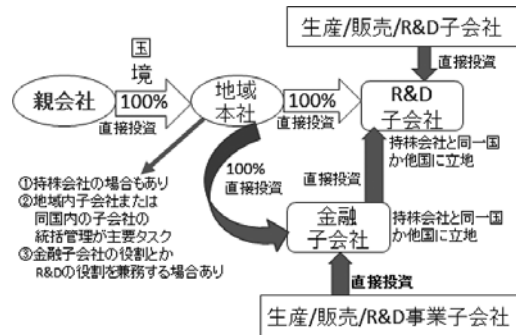 生産/販売/R&D子会社
国
境
直接投資
親会社
100%
地域
本社
100%
R&D
子会社
直接投資
直接投資
持株会社と同一国
か他国に立地
100%
直接投資
直接投資
①持株会社の場合もあり
②地域内子会社または
同国内の子会社の
統括管理が主要タスク
③金融子会社の役割とか
R&Dの役割を兼務する場合あり
金融
子会社
持株会社と同一国
か他国に立地
直接投資
生産/販売/R&D事業子会社